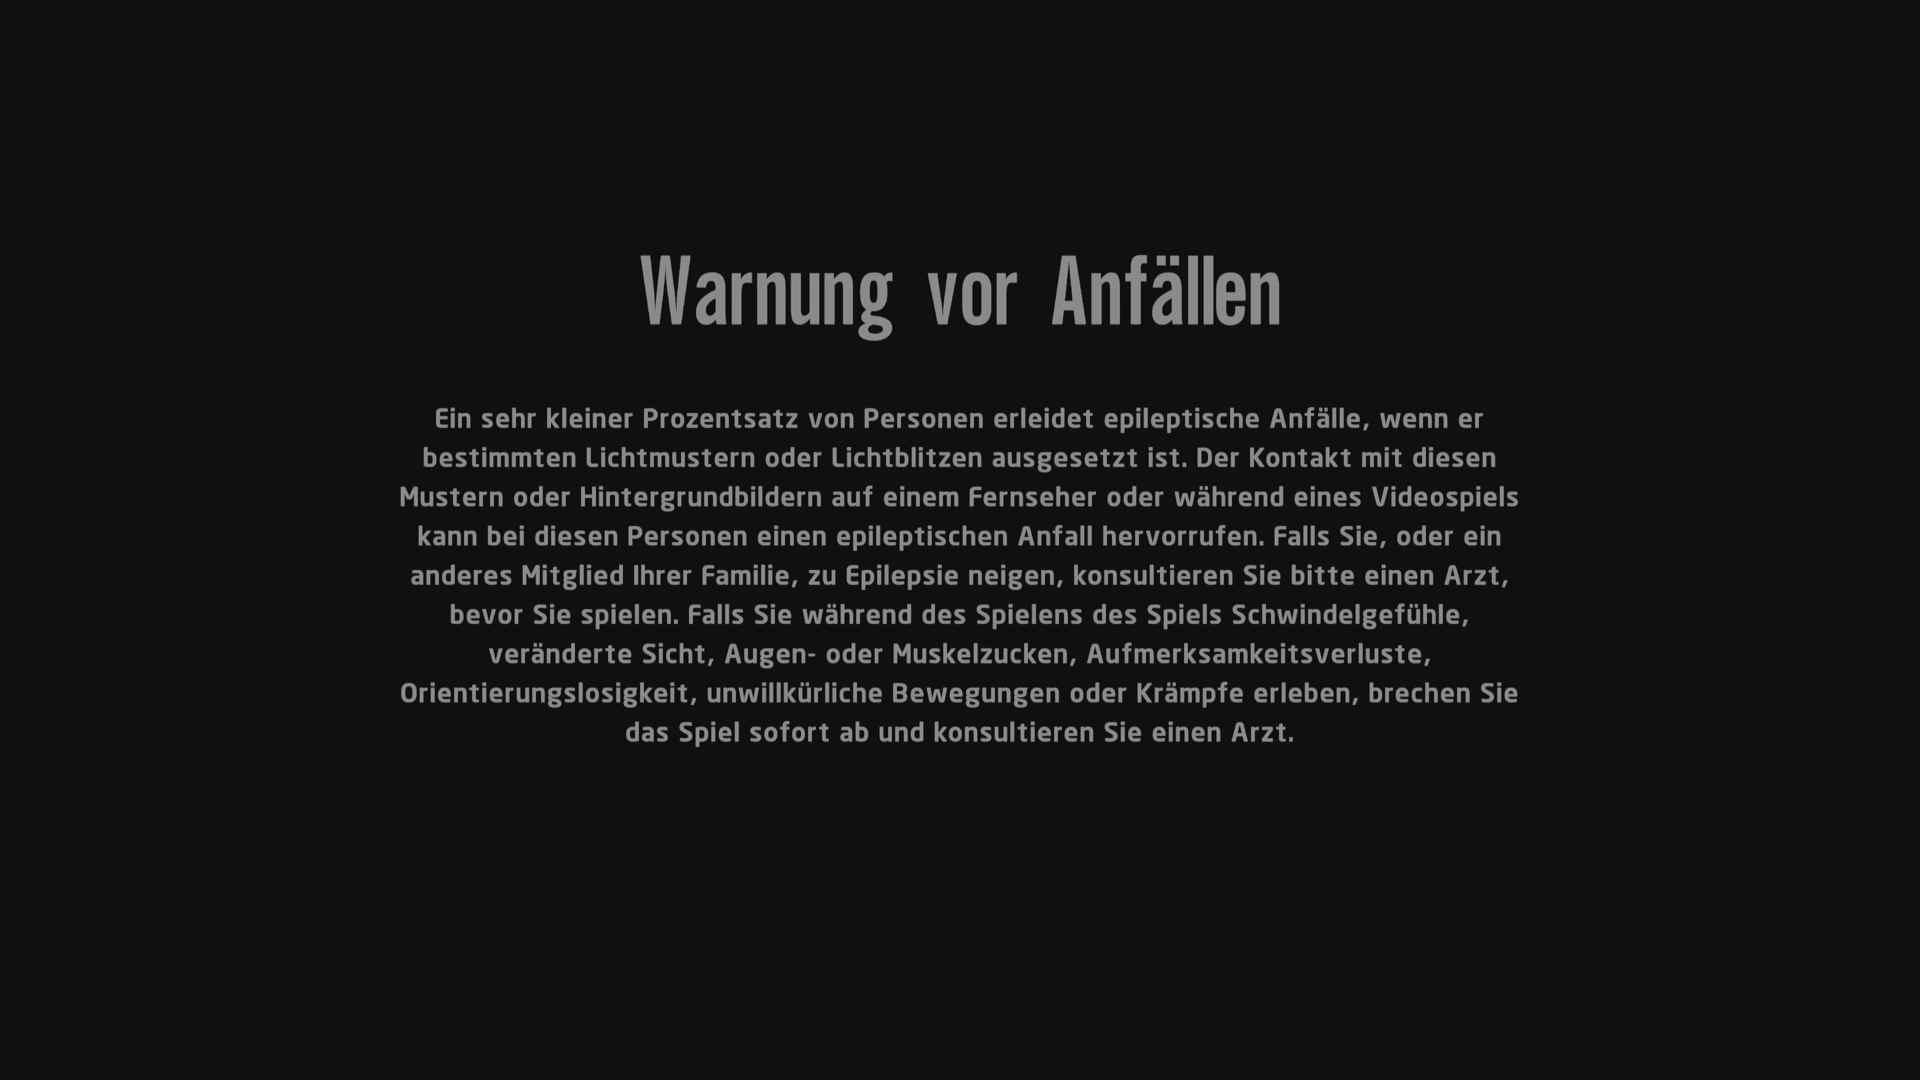 Warnung vor Anfällen
Ein sehr kleiner Prozentsatz von Personen erleidet epileptische Anfälle, wenn er
bestimmten Lichtmustern oder Lichtblitzen ausgesetzt ist. Der Kontakt mit diesen
Mustern oder Hintergrundbildern auf einem Fernseher oder während eines Videospiels
kann bei diesen Personen einen epileptischen Anfall hervorrufen. Falls Sie, oder ein
anderes Mitglied Ihrer Familie, zu Epilepsie neigen, konsultieren Sie bitte einen Arzt,
bevor Sie spielen. Falls Sie während des Spielens des Spiels Schwindelgefühle,
veränderte Sicht, Augen- oder Muskelzucken, Aufmerksamkeitsverluste,
Orientierungslosigkeit, unwillkürliche Bewegungen oder Krämpfe erleben, brechen Sie
das Spiel sofort ab und konsultieren Sie einen Arzt.